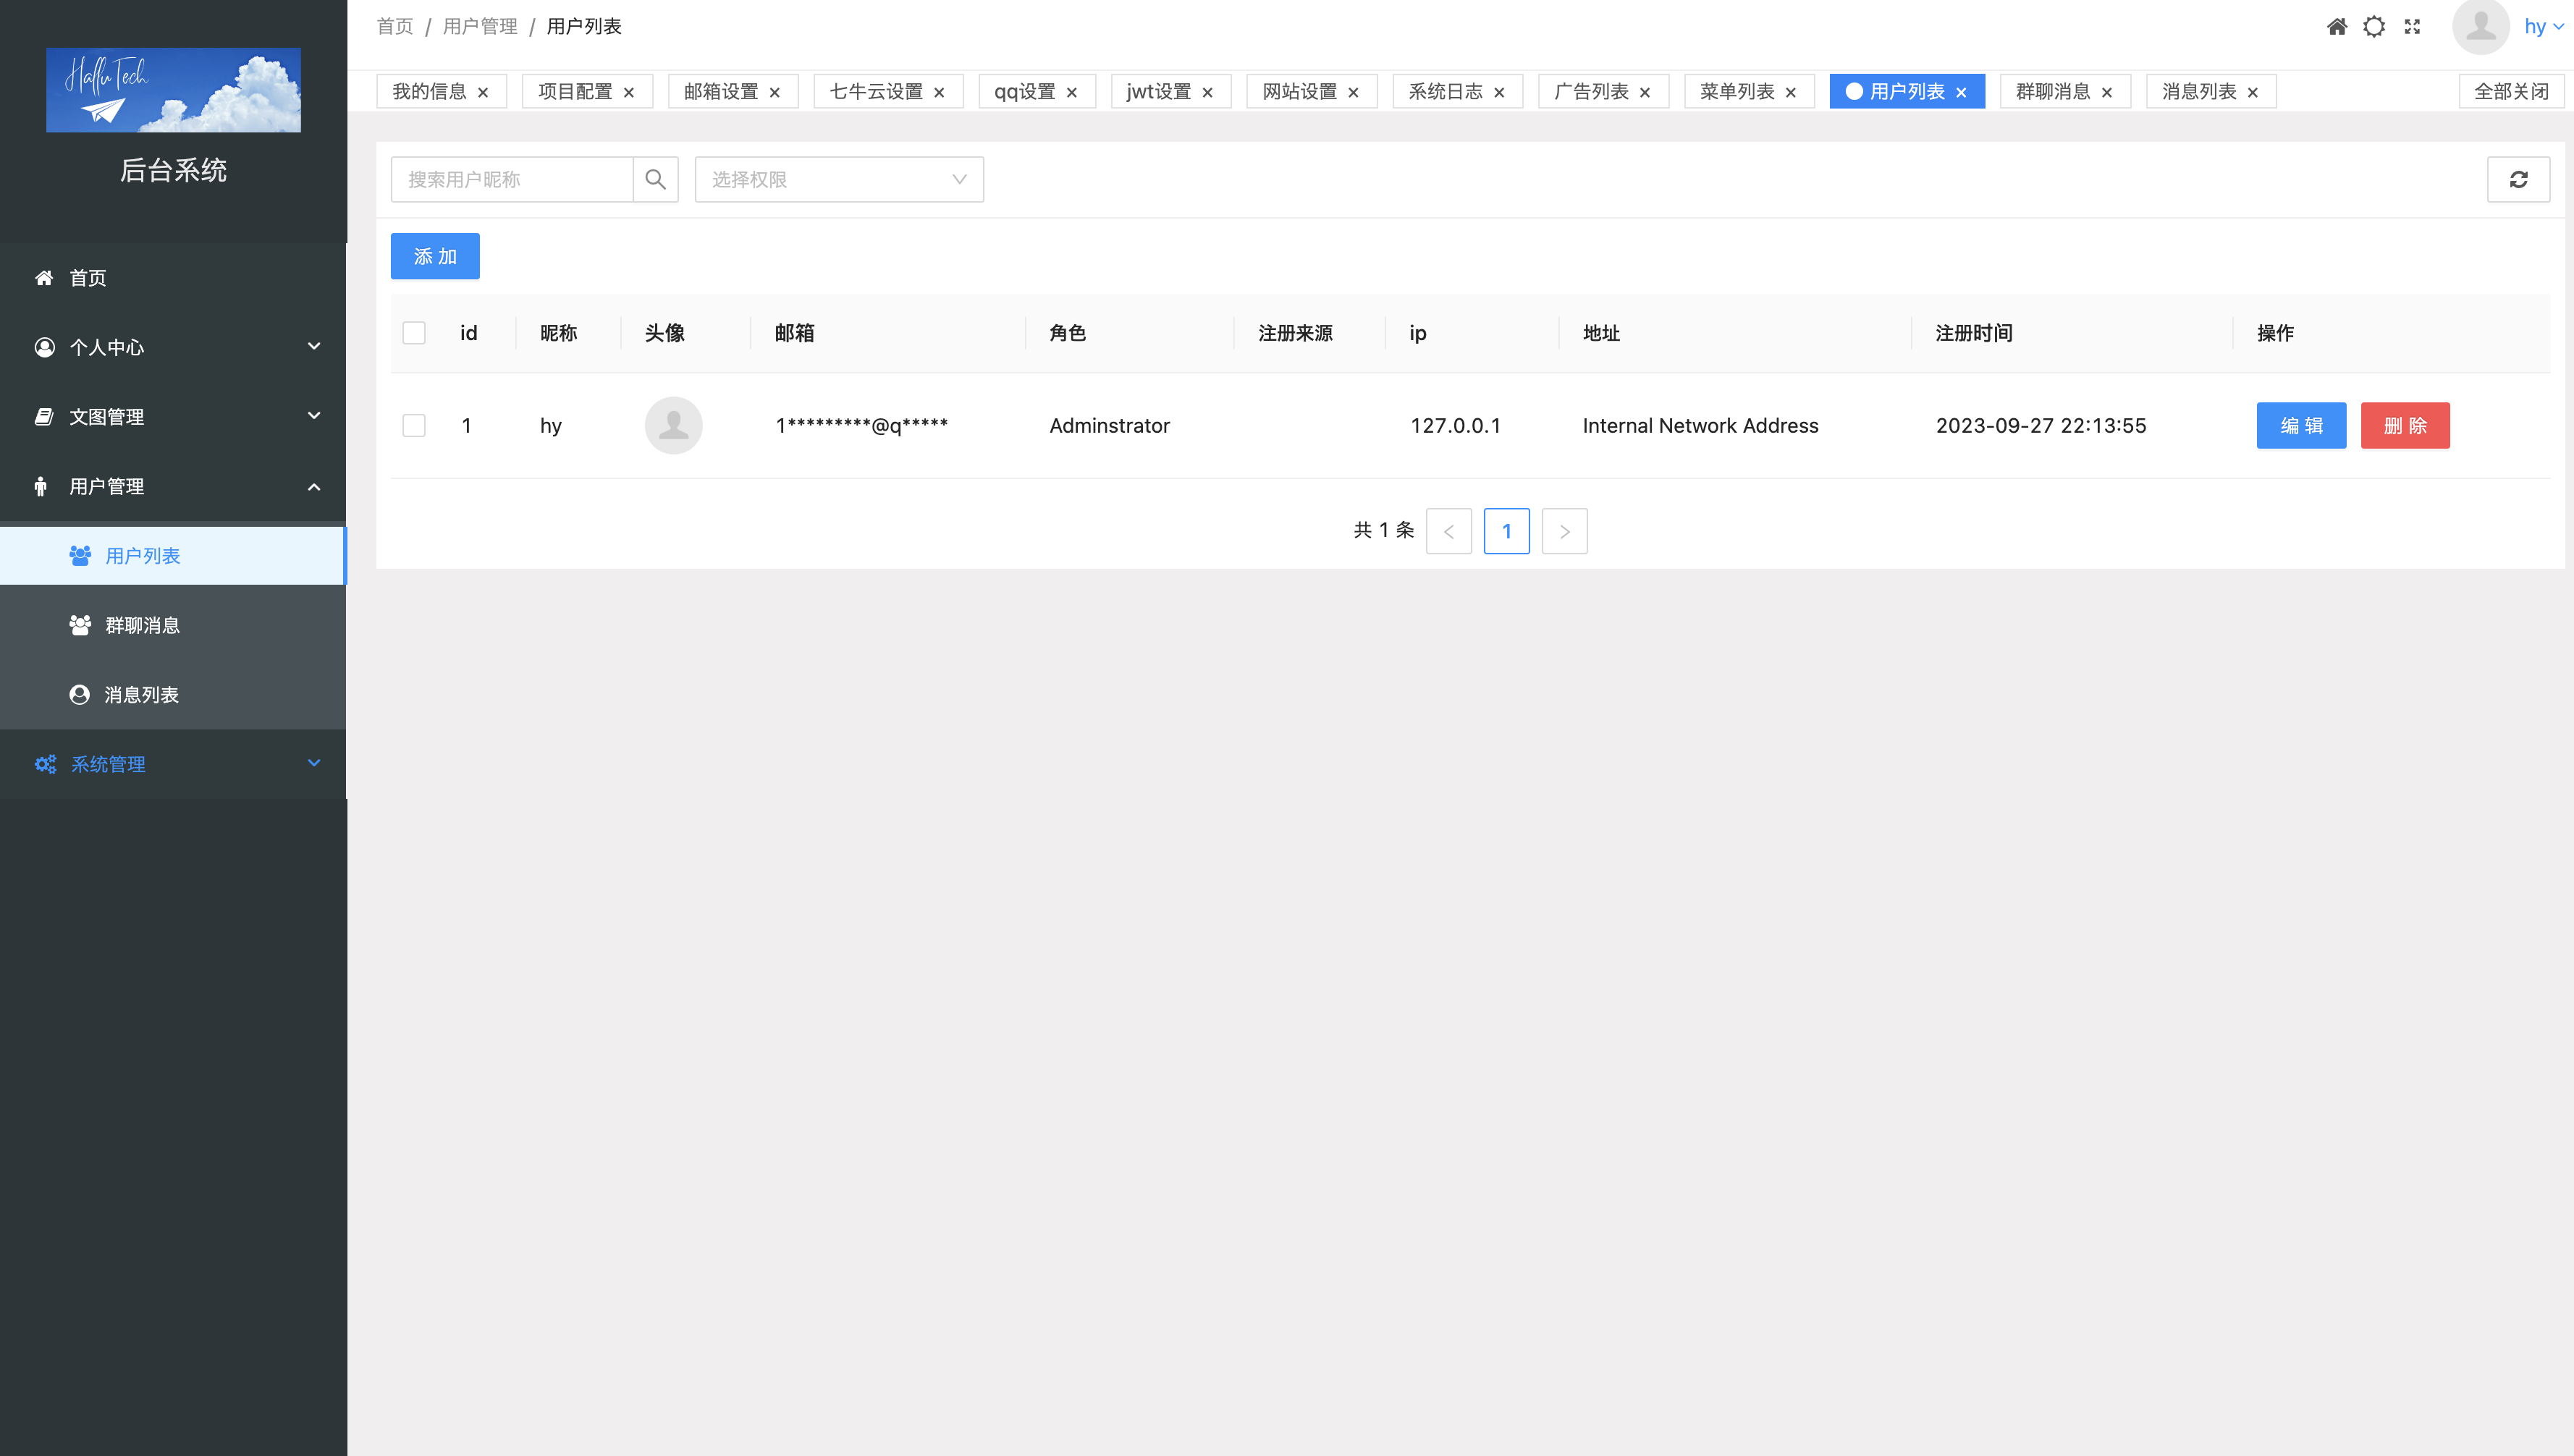 Hallu Tech
后台系统
首页
个人中心
文图管理
用户管理
用户列表
群聊消息
消息列表
系统管理
首页 / 用户管理 / 用户列表
hy
我的信息 × 项目配置 × 邮箱设置 × 七牛云设置 × qq设置 × jwt设置 × 网站设置 × 系统日志 × 广告列表 × 菜单列表 × 用户列表 × 群聊消息 × 消息列表 × 全部关闭
搜索用户昵称 选择权限
添 加
id 昵称 头像 邮箱 角色 注册来源 ip 地址 注册时间 操作
1 hy 1*********@q***** Adminstrator 127.0.0.1 Internal Network Address 2023-09-27 22:13:55 编 辑 删 除
共 1 条 < 1 >